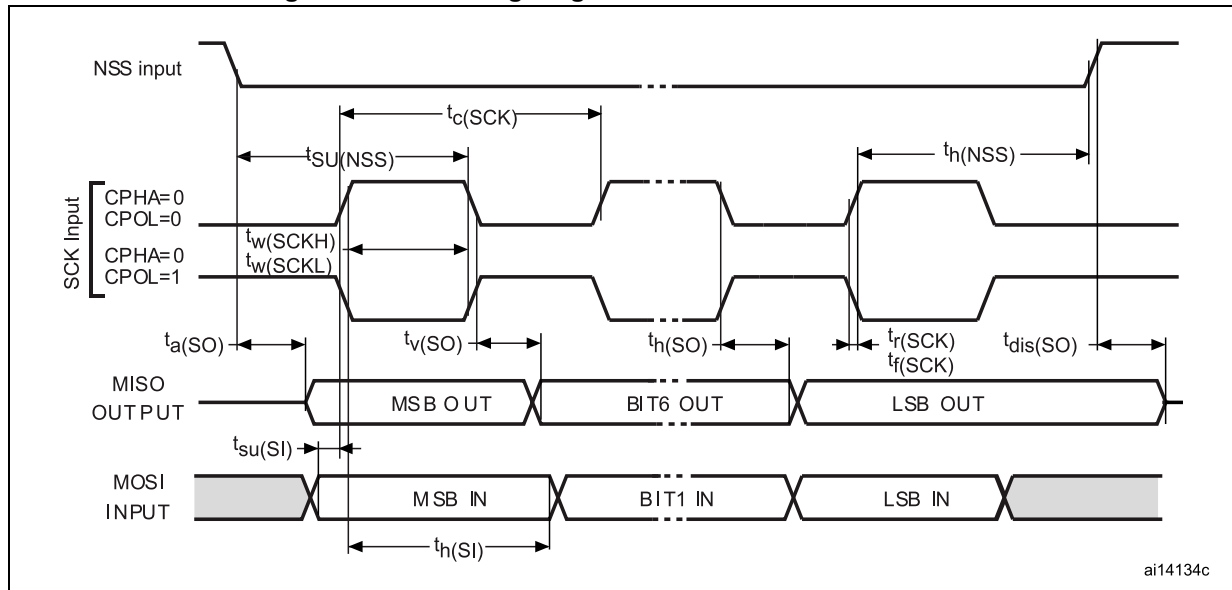 NSS input
tc(SCK)
tSU(NSS)
th(NSS)
SCK Input
CPHA=0
CPOL=0
tw(SCKH)
CPHA=0
tw(SCKL)
CPOL=1
ta(SO)
tv(SO)
th(SO)
tr(SCK)
tf(SCK)
tdis(SO)
MISO
OUTPUT
MSB OUT
BIT6 OUT
LSB OUT
tsu(SI)
MOSI
INPUT
MSB IN
BIT1 IN
LSB IN
th(SI)
ai14134c